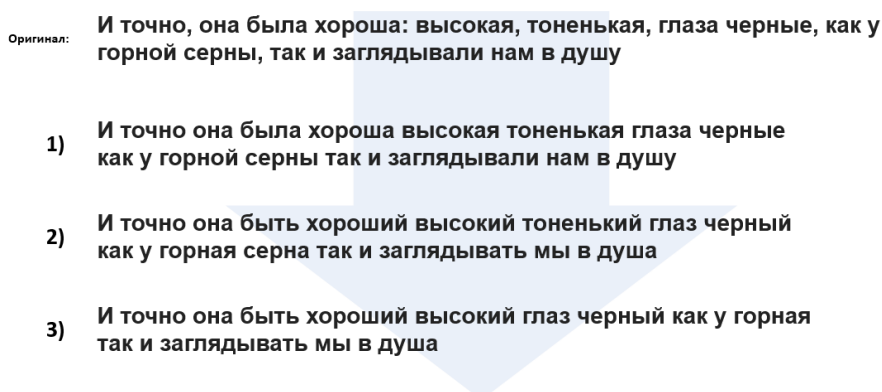 Оригинал:
И точно, она была хороша: высокая, тоненькая, глаза черные, как у
горной серны, так и заглядывали нам в душу
1)
И точно она была хороша высокая тоненькая глаза черные
как у горной серны так и заглядывали нам в душу
2)
И точно она быть хороший высокий тоненький глаз черный
как у горная серна так и заглядывать мы в душа
3)
И точно она быть хороший высокий глаз черный как у горная
так и заглядывать мы в душа